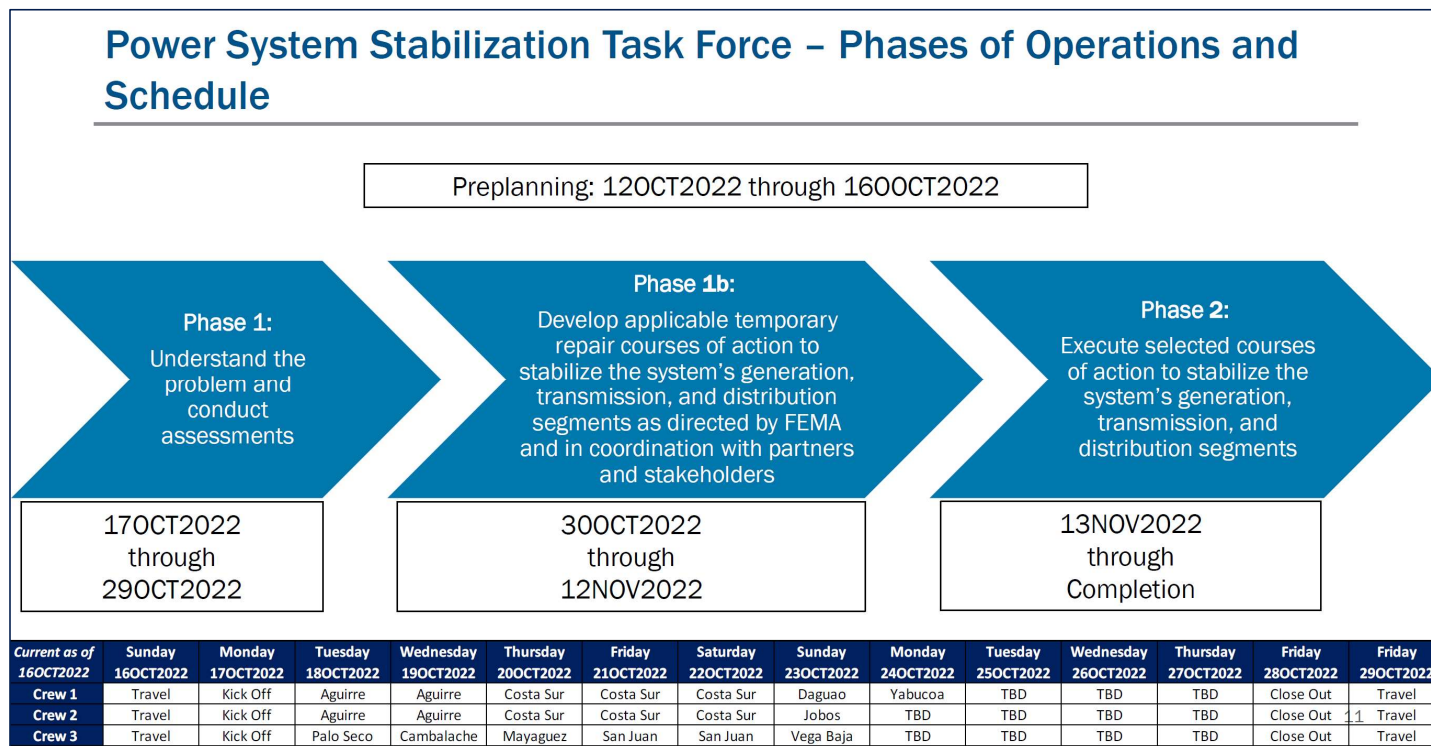 Power System Stabilization Task Force – Phases of Operations and
Schedule
Preplanning: 12OCT2022 through 16OOCT2022
Phase 1:
Understand the
problem and
conduct
assessments
Phase 1b:
Develop applicable temporary
repair courses of action to
stabilize the system's generation,
transmission, and distribution
segments as directed by FEMA
and in coordination with partners
and stakeholders
Phase 2:
Execute selected courses
of action to stabilize the
system's generation,
transmission, and
distribution segments
17OCT2022
through
29OCT2022
30OCT2022
through
12NOV2022
13NOV2022
through
Completion
Current as of Sunday Monday Tuesday Wednesday Thursday Friday Saturday Sunday Monday Tuesday Wednesday Thursday Friday Friday
16OCT2022 16OCT2022 17OCT2022 18OCT2022 19OCT2022 20OCT2022 21OCT2022 22OCT2022 23OCT2022 24OCT2022 25OCT2022 26OCT2022 27OCT2022 28OCT2022 29OCT2022
Crew 1 Travel Kick Off Aguirre Aguirre Costa Sur Costa Sur Costa Sur Daguao Yabucoa TBD TBD TBD Close Out Travel
Crew 2 Travel Kick Off Aguirre Aguirre Costa Sur Costa Sur Costa Sur Jobos TBD TBD TBD TBD Close Out 11 Travel
Crew 3 Travel Kick Off Palo Seco Cambalache Mayaguez San Juan San Juan Vega Baja TBD TBD TBD TBD Close Out Travel